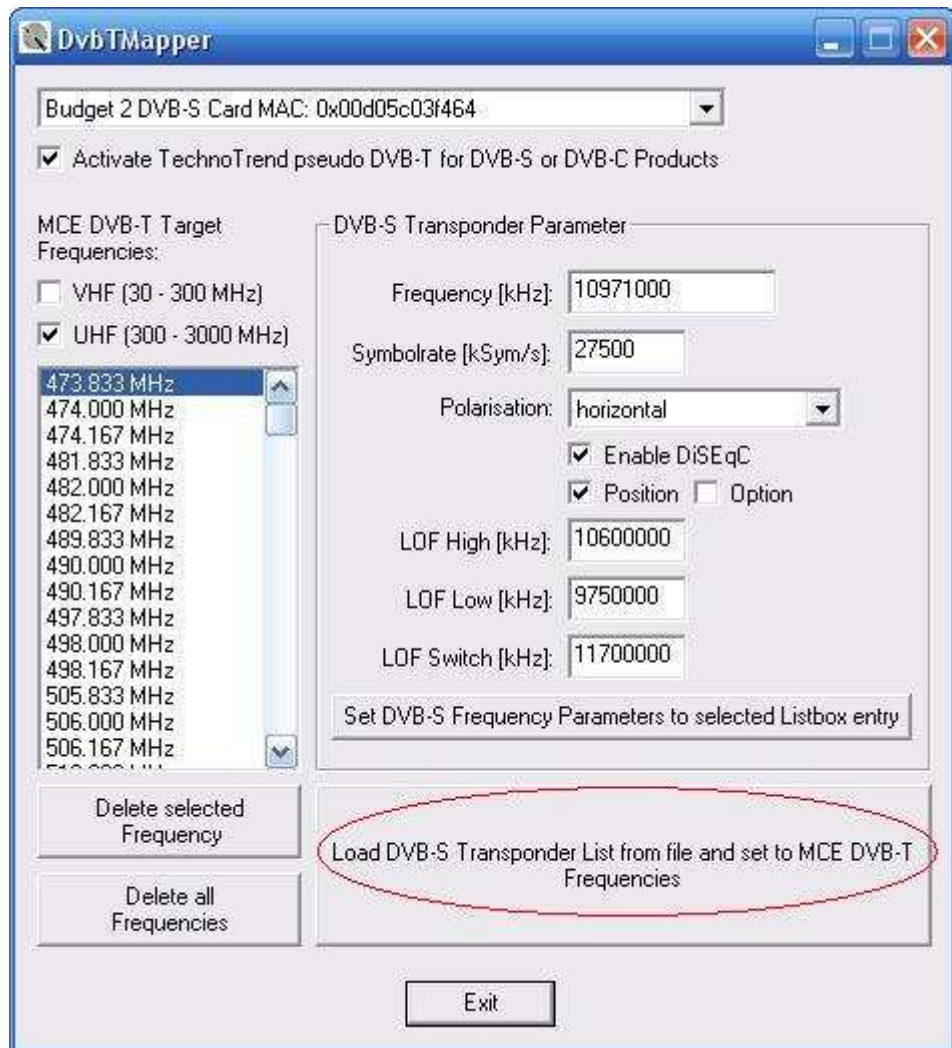 DvbTMapper
Budget 2 DVB-S Card MAC: 0x00d05c03f464
Activate TechnoTrend pseudo DVB-T for DVB-S or DVB-C Products
MCE DVB-T Target
Frequencies:
VHF (30 - 300 MHz)
UHF (300 - 3000 MHz)
473.833 MHz
474.000 MHz
474.167 MHz
481.833 MHz
482.000 MHz
482.167 MHz
489.833 MHz
490.000 MHz
490.167 MHz
497.833 MHz
498.000 MHz
498.167 MHz
505.833 MHz
506.000 MHz
506.167 MHz
DVB-S Transponder Parameter
Frequency [kHz]: 10971000
Symbolrate [kSym/s]: 27500
Polarisation: horizontal
Enable DiSEqC
Position Option
LOF High [kHz]: 10600000
LOF Low [kHz]: 9750000
LOF Switch [kHz]: 11700000
Set DVB-S Frequency Parameters to selected Listbox entry
Delete selected
Frequency
Delete all
Frequencies
Load DVB-S Transponder List from file and set to MCE DVB-T
Frequencies
Exit